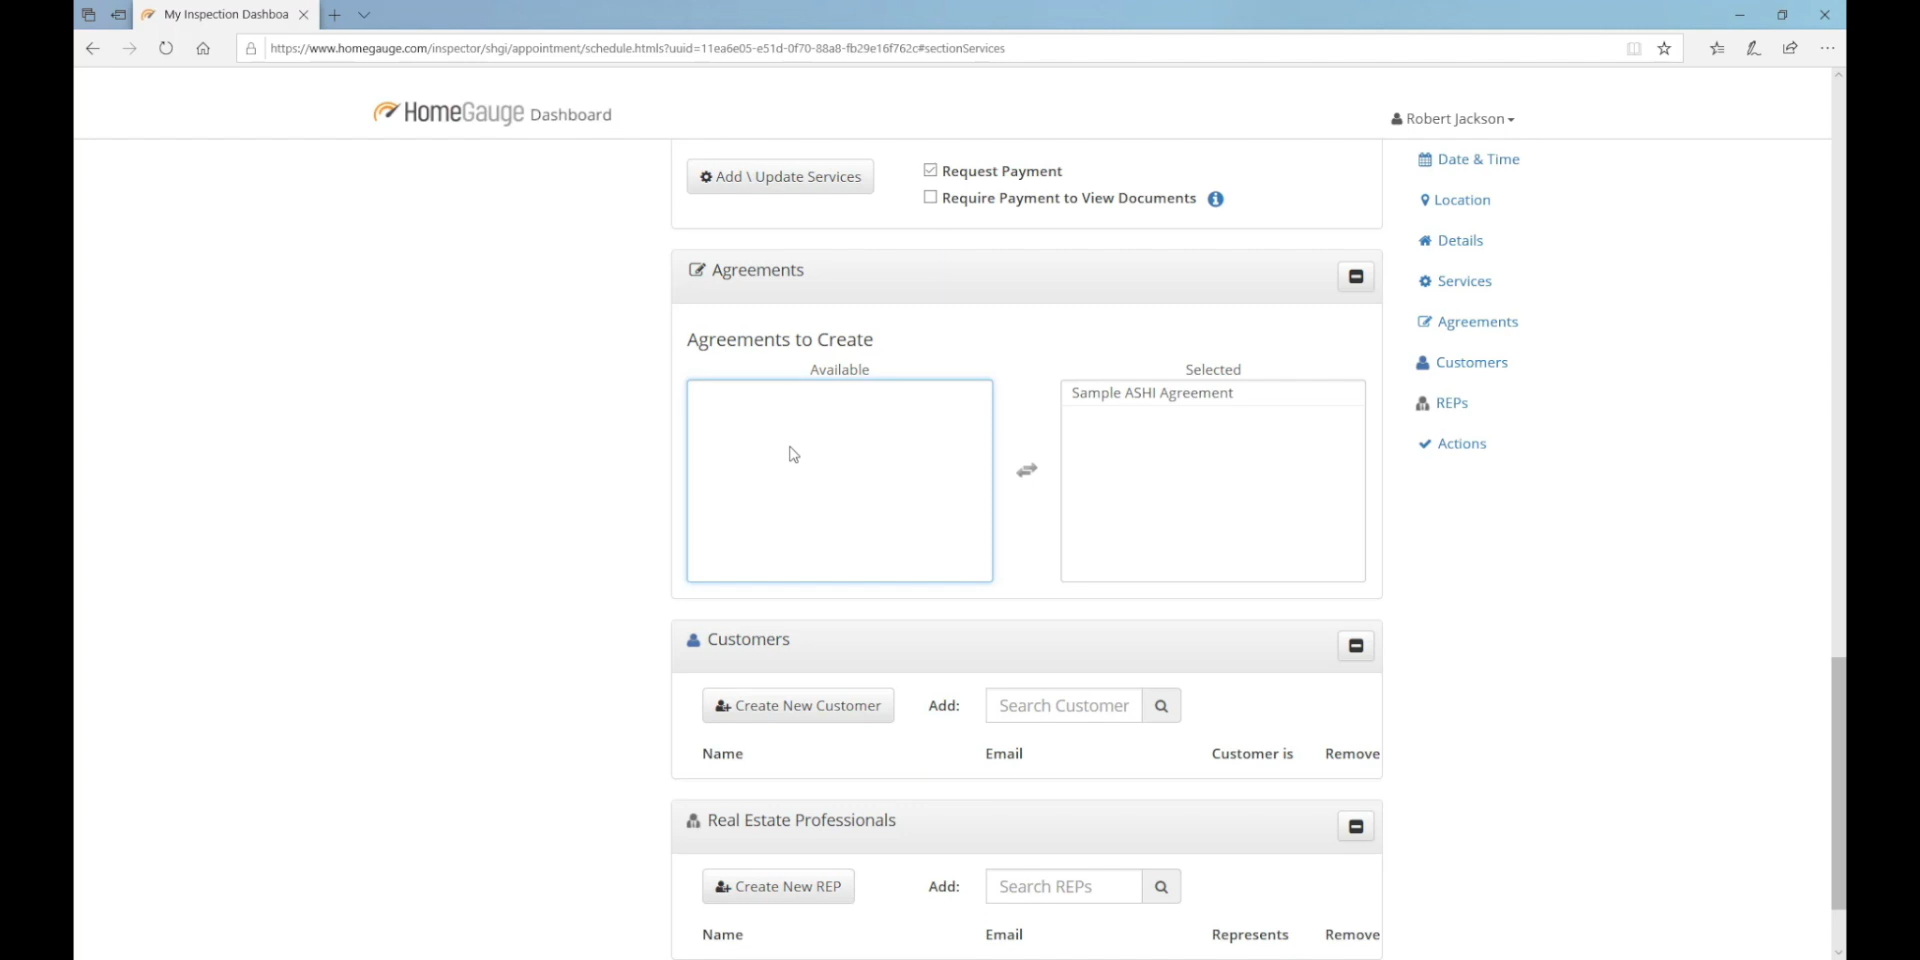 My Inspection Dashboa
https://www.homegauge.com/inspector/shgi/appointment/schedule.htmls?uuid=11ea6e05-e51d-0f70-88a8-fb29e16f762c#sectionServices
HomeGauge Dashboard
Robert Jackson
Add \ Update Services
Request Payment
Require Payment to View Documents
Date & Time
Location
Details
Services
Agreements
Customers
REPs
Actions
Agreements
Agreements to Create
Available
Selected
Sample ASHI Agreement
Customers
Create New Customer
Add:
Search Customer
Name
Email
Customer is
Remove
Real Estate Professionals
Create New REP
Add:
Search REPs
Name
Email
Represents
Remove